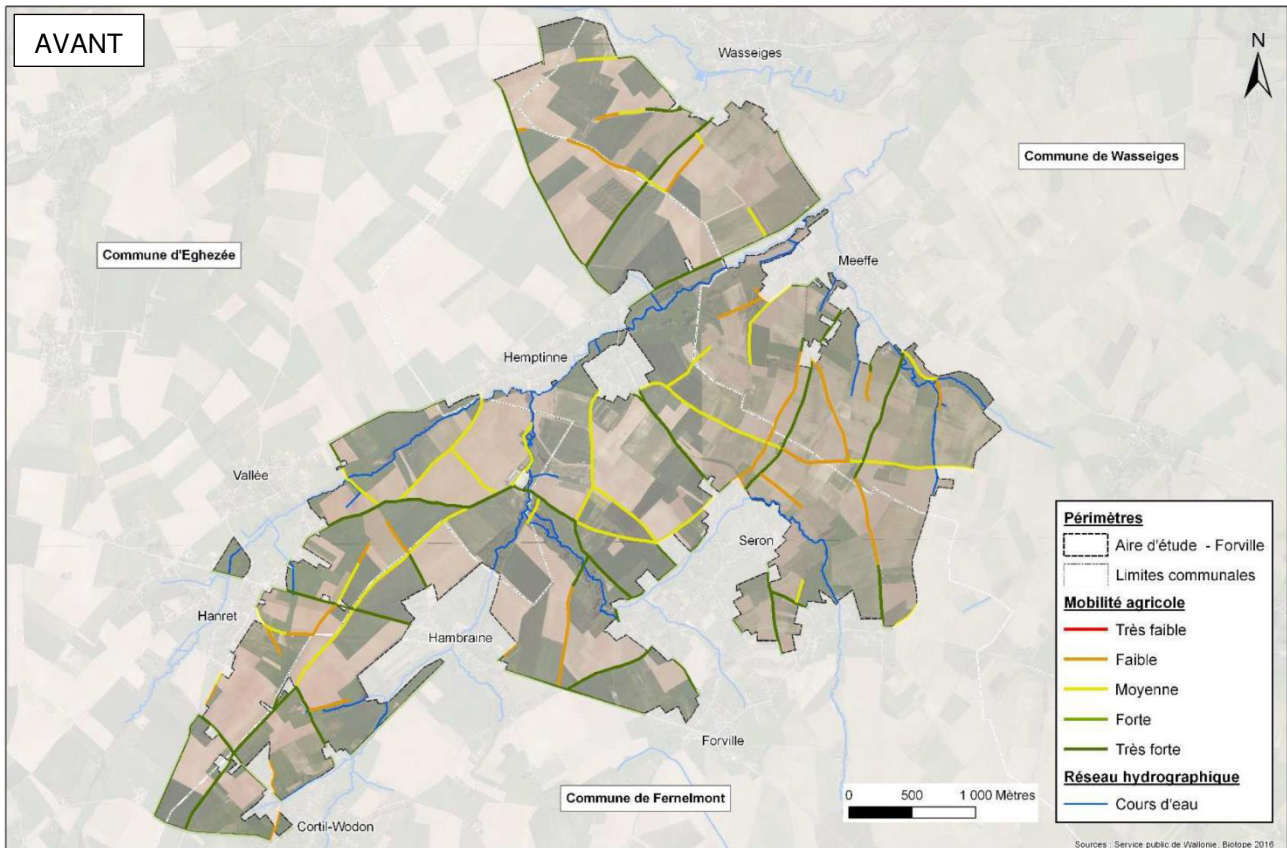 AVANT
Wasseiges
N
Commune de Wasseiges
Commune d'Eghezée
Meeffe
Hemptinne
Vallée
Seron
Hanret
Hambraine
Forville
Cortil-Wodon
Commune de Fernelmont
0 500 1 000 Mètres
Périmètres
Aire d'étude - Forville
Limites communales
Mobilité agricole
Très faible
Faible
Moyenne
Forte
Très forte
Réseau hydrographique
Cours d'eau
Sources : Service public de Wallonie, Biotope 2016